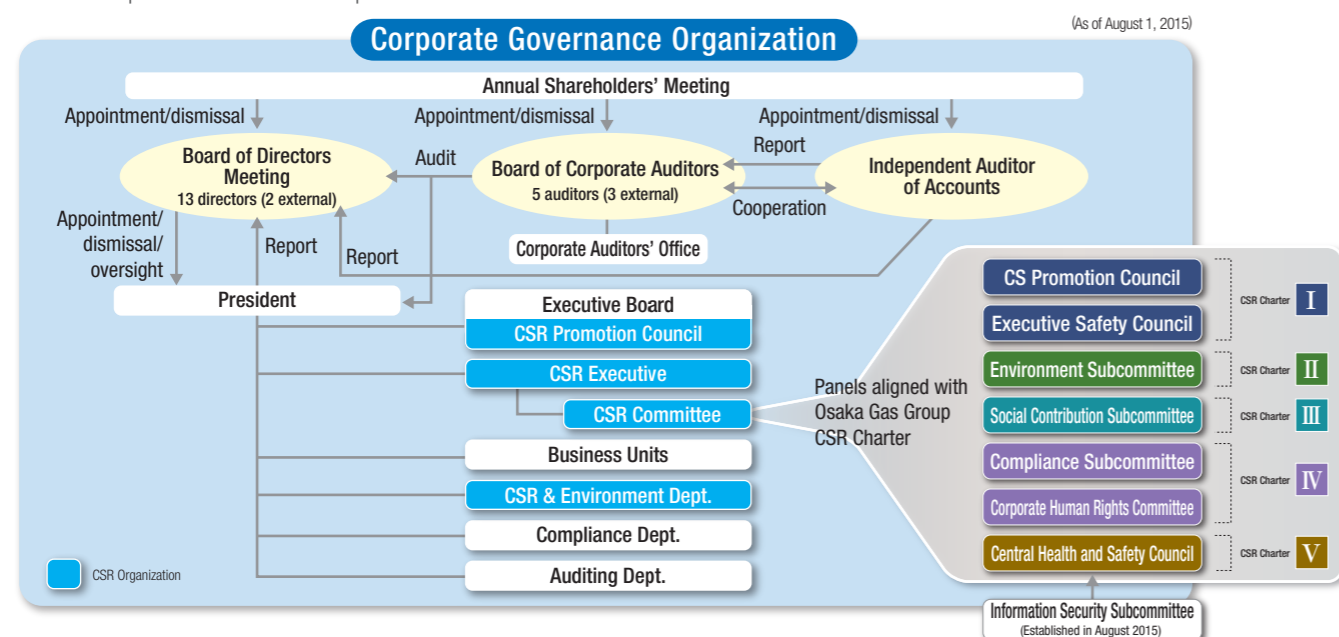 (As of August 1, 2015)
Corporate Governance Organization
Annual Shareholders' Meeting
Appointment/dismissal
Appointment/dismissal
Appointment/dismissal
Board of Directors
Meeting
13 directors (2 external)
Audit
Board of Corporate Auditors
5 auditors (3 external)
Report
Cooperation
Independent Auditor
of Accounts
Appointment/
dismissal/
oversight
Report
Report
Corporate Auditors' Office
President
Executive Board
CSR Promotion Council
CSR Executive
CSR Committee
Business Units
CSR & Environment Dept.
Compliance Dept.
Auditing Dept.
CSR Organization
Panels aligned with
Osaka Gas Group
CSR Charter
CS Promotion Council
Executive Safety Council
CSR Charter I
Environment Subcommittee
CSR Charter II
Social Contribution Subcommittee
CSR Charter III
Compliance Subcommittee
Corporate Human Rights Committee
CSR Charter IV
Central Health and Safety Council
CSR Charter V
Information Security Subcommittee
(Established in August 2015)